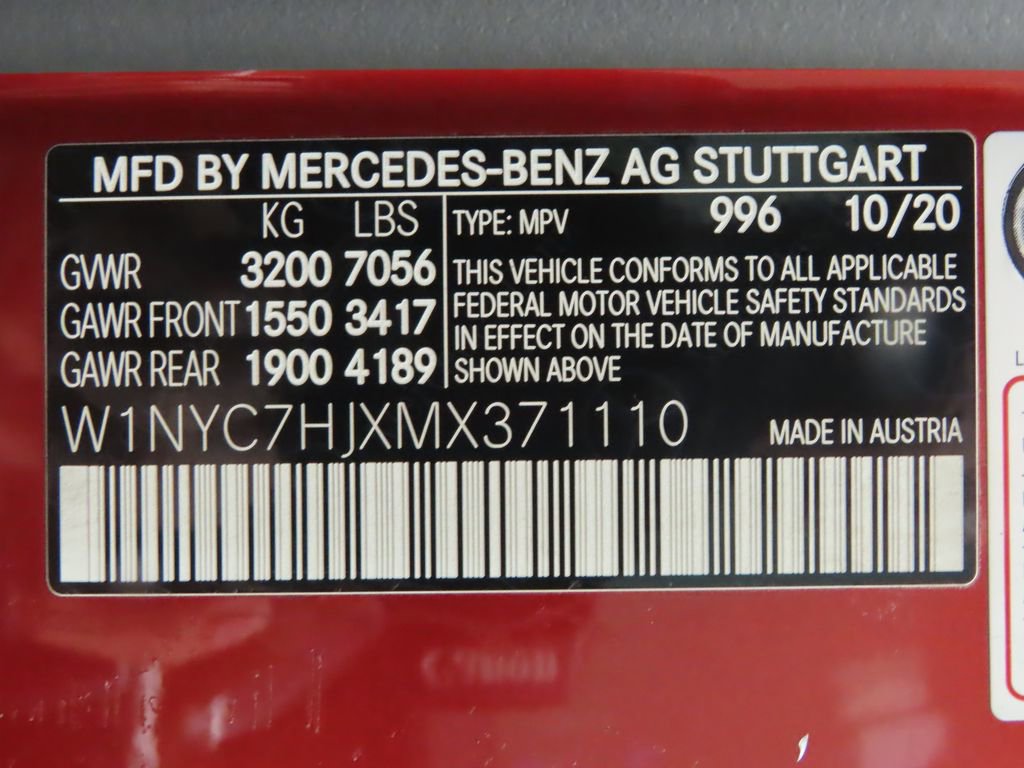 MFD BY MERCEDES-BENZ AG STUTTGART
KG LBS
GVWR 3200 7056
GAWR FRONT 1550 3417
GAWR REAR 1900 4189
TYPE: MPV 996 10/20
THIS VEHICLE CONFORMS TO ALL APPLICABLE
FEDERAL MOTOR VEHICLE SAFETY STANDARDS
IN EFFECT ON THE DATE OF MANUFACTURE
SHOWN ABOVE
W1NYC7HJXMX371110 MADE IN AUSTRIA